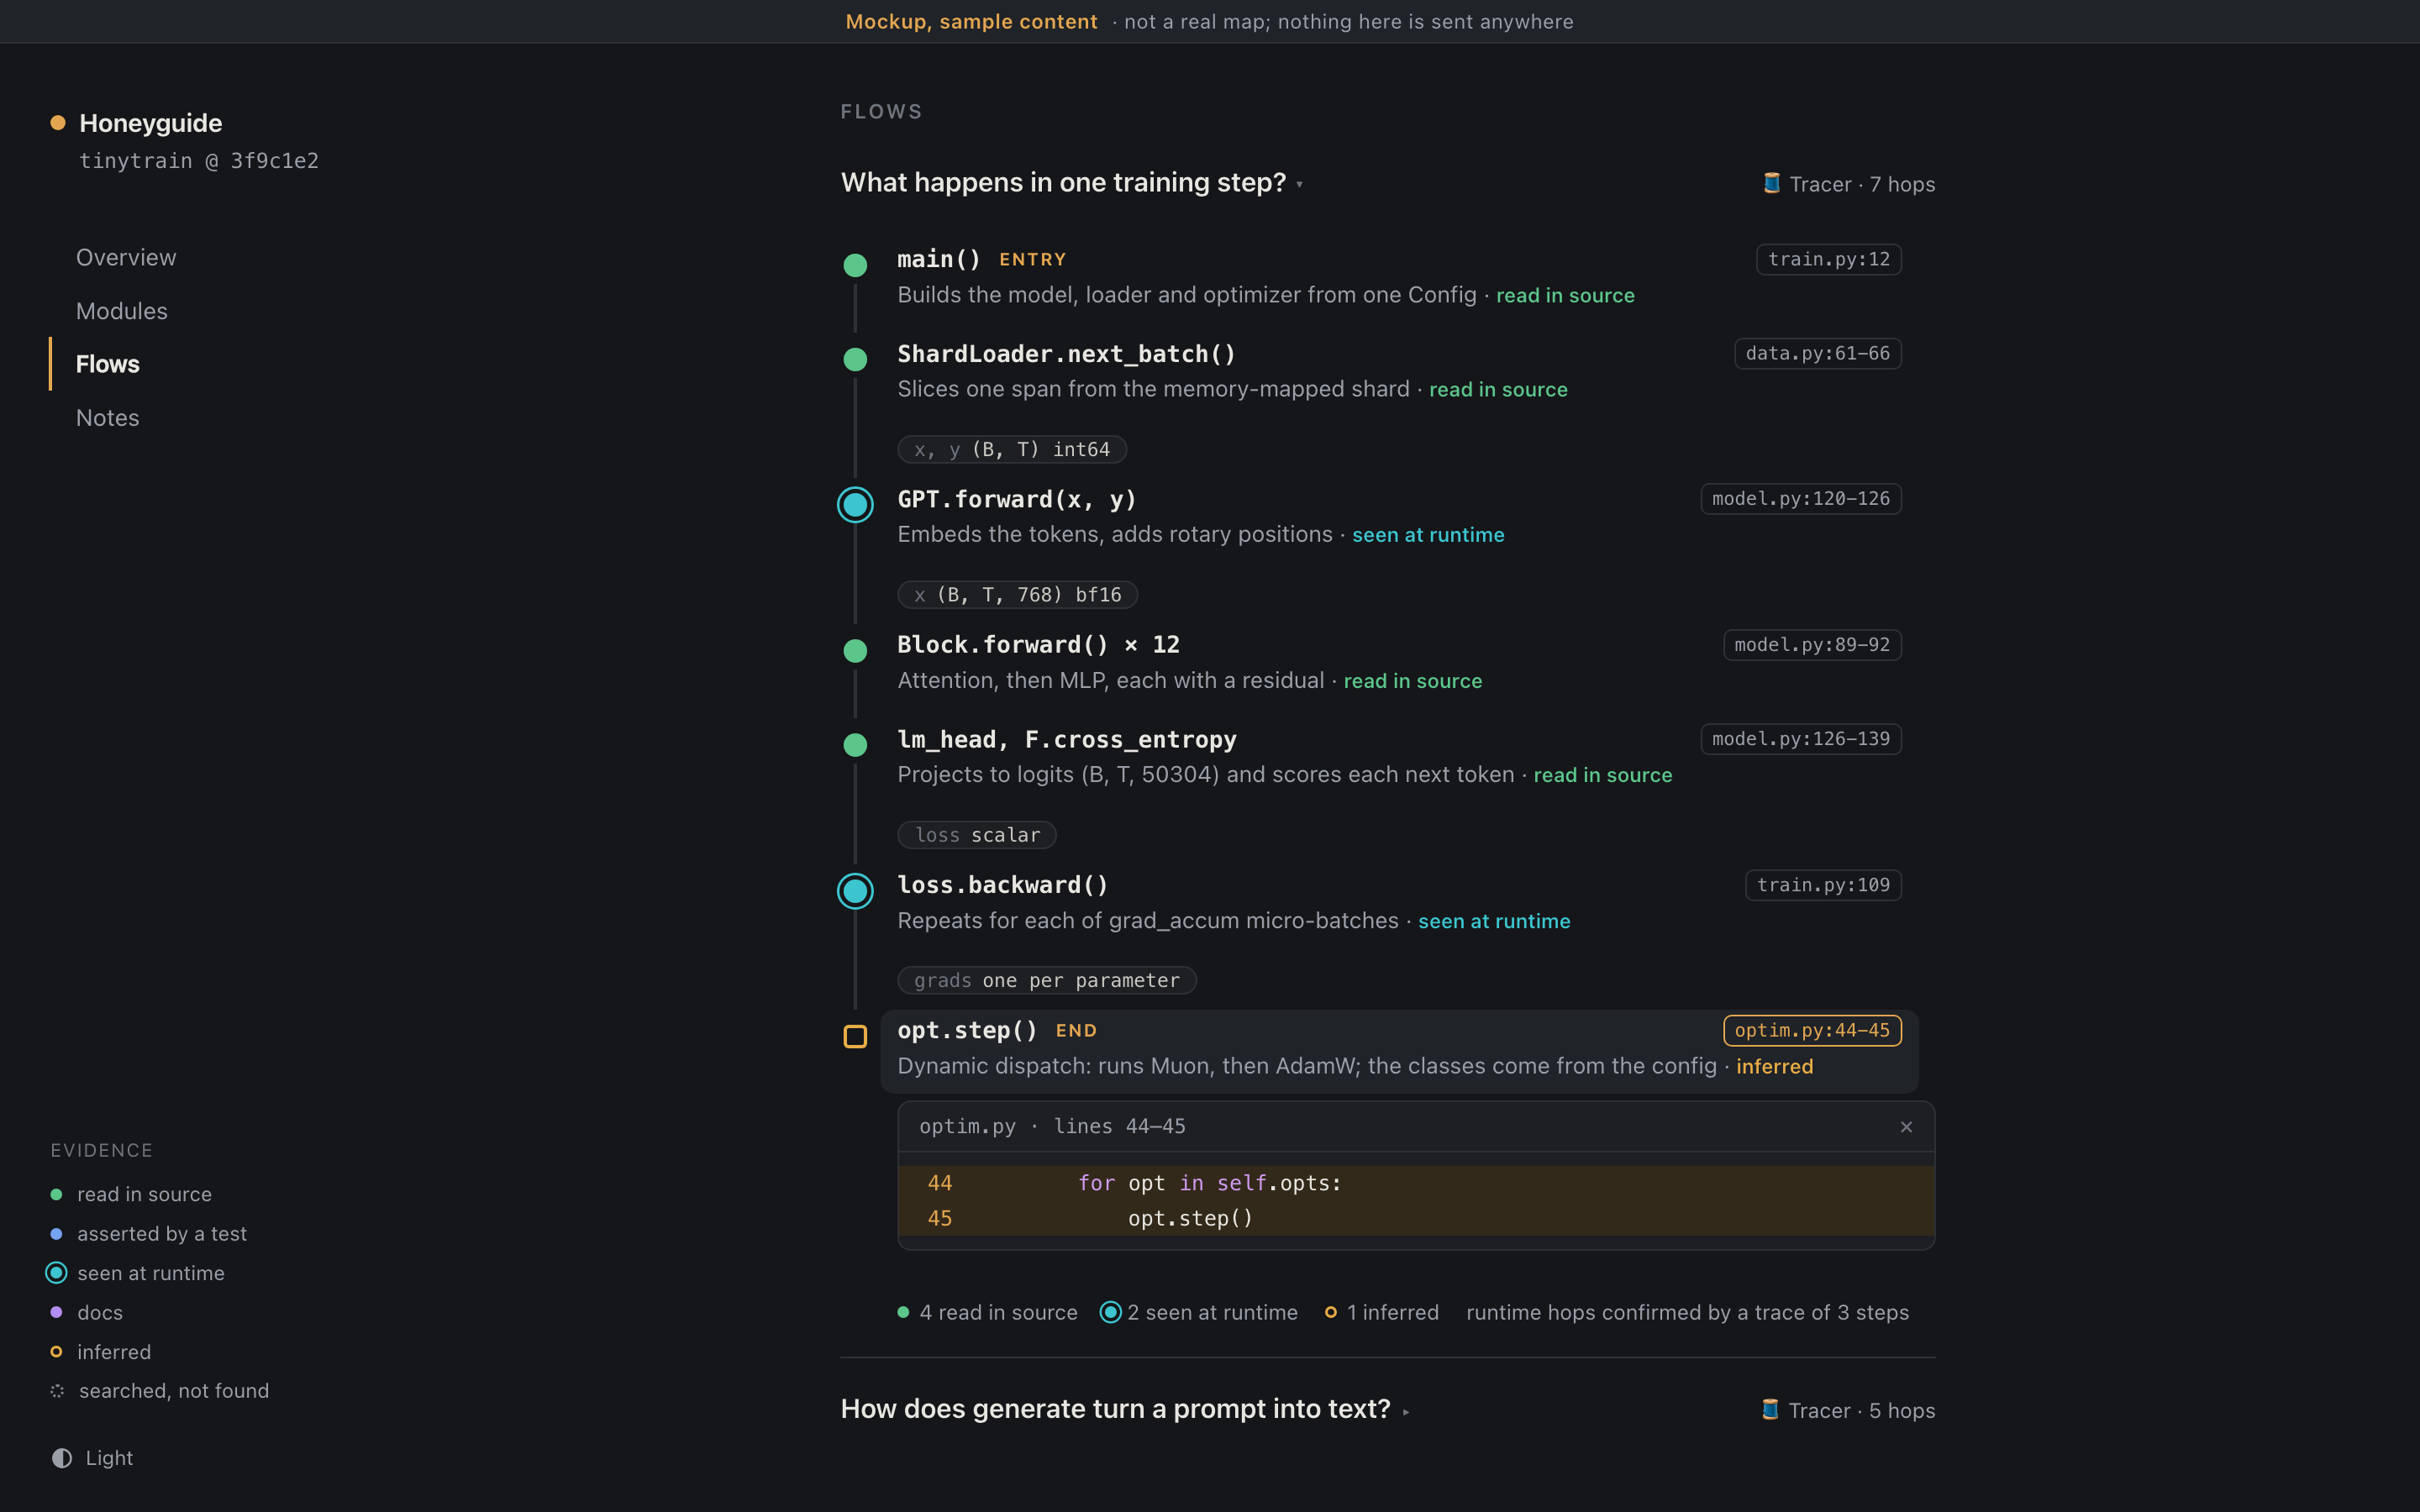 Mockup, sample content · not a real map; nothing here is sent anywhere
Honeyguide
tinytrain @ 3f9c1e2
Overview
Modules
Flows
Notes
EVIDENCE
read in source
asserted by a test
seen at runtime
docs
inferred
searched, not found
Light
FLOWS
What happens in one training step? ▾
Tracer · 7 hops
main() ENTRY
train.py:12
Builds the model, loader and optimizer from one Config · read in source
ShardLoader.next_batch()
data.py:61–66
Slices one span from the memory-mapped shard · read in source
x, y (B, T) int64
GPT.forward(x, y)
model.py:120–126
Embeds the tokens, adds rotary positions · seen at runtime
x (B, T, 768) bf16
Block.forward() × 12
model.py:89–92
Attention, then MLP, each with a residual · read in source
lm_head, F.cross_entropy
model.py:126–139
Projects to logits (B, T, 50304) and scores each next token · read in source
loss scalar
loss.backward()
train.py:109
Repeats for each of grad_accum micro-batches · seen at runtime
grads one per parameter
opt.step() END
optim.py:44–45
Dynamic dispatch: runs Muon, then AdamW; the classes come from the config · inferred
optim.py · lines 44–45
×
44 for opt in self.opts:
45 opt.step()
4 read in source 2 seen at runtime 1 inferred runtime hops confirmed by a trace of 3 steps
How does generate turn a prompt into text? ▸
Tracer · 5 hops